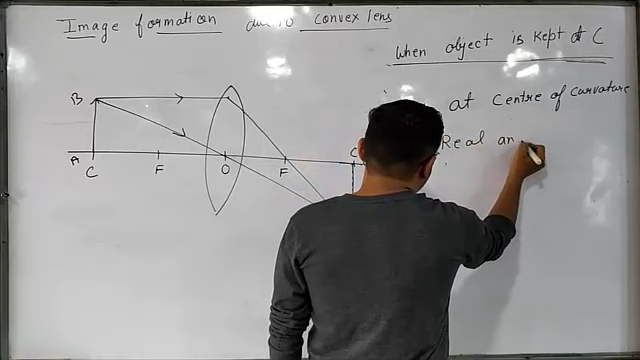 Image formation due to convex lens
When object is kept at C
at Centre of Curvature
Real an
B
A
C
F
O
F
C